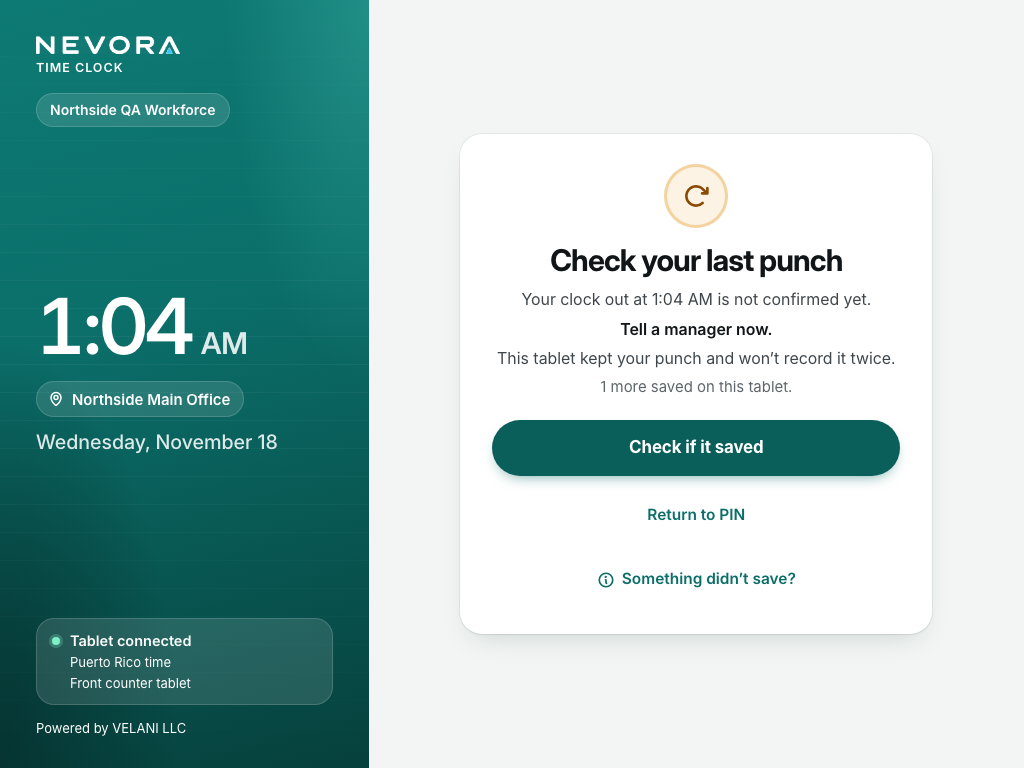 NEVORA
TIME CLOCK
Northside QA Workforce
1:04 AM
Northside Main Office
Wednesday, November 18
Tablet connected
Puerto Rico time
Front counter tablet
Powered by VELANI LLC
Check your last punch
Your clock out at 1:04 AM is not confirmed yet.
Tell a manager now.
This tablet kept your punch and won’t record it twice.
1 more saved on this tablet.
Check if it saved
Return to PIN
Something didn’t save?